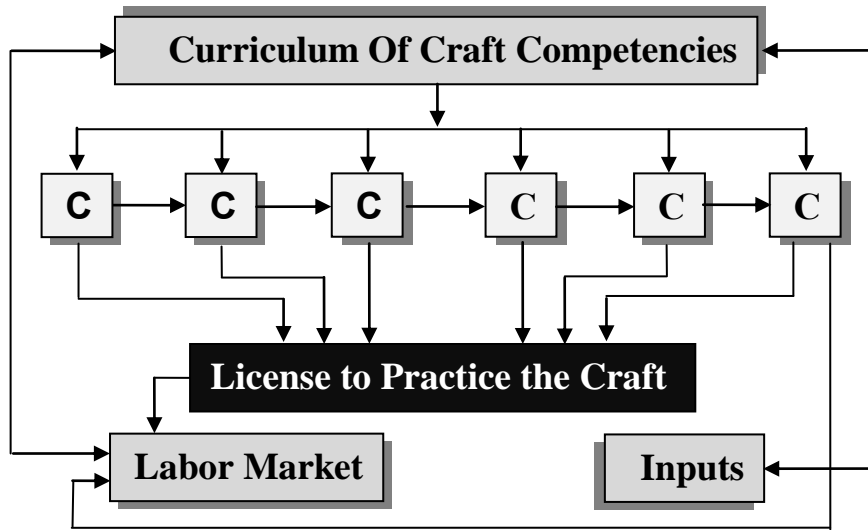 Curriculum Of Craft Competencies
C C C C C C
License to Practice the Craft
Labor Market Inputs